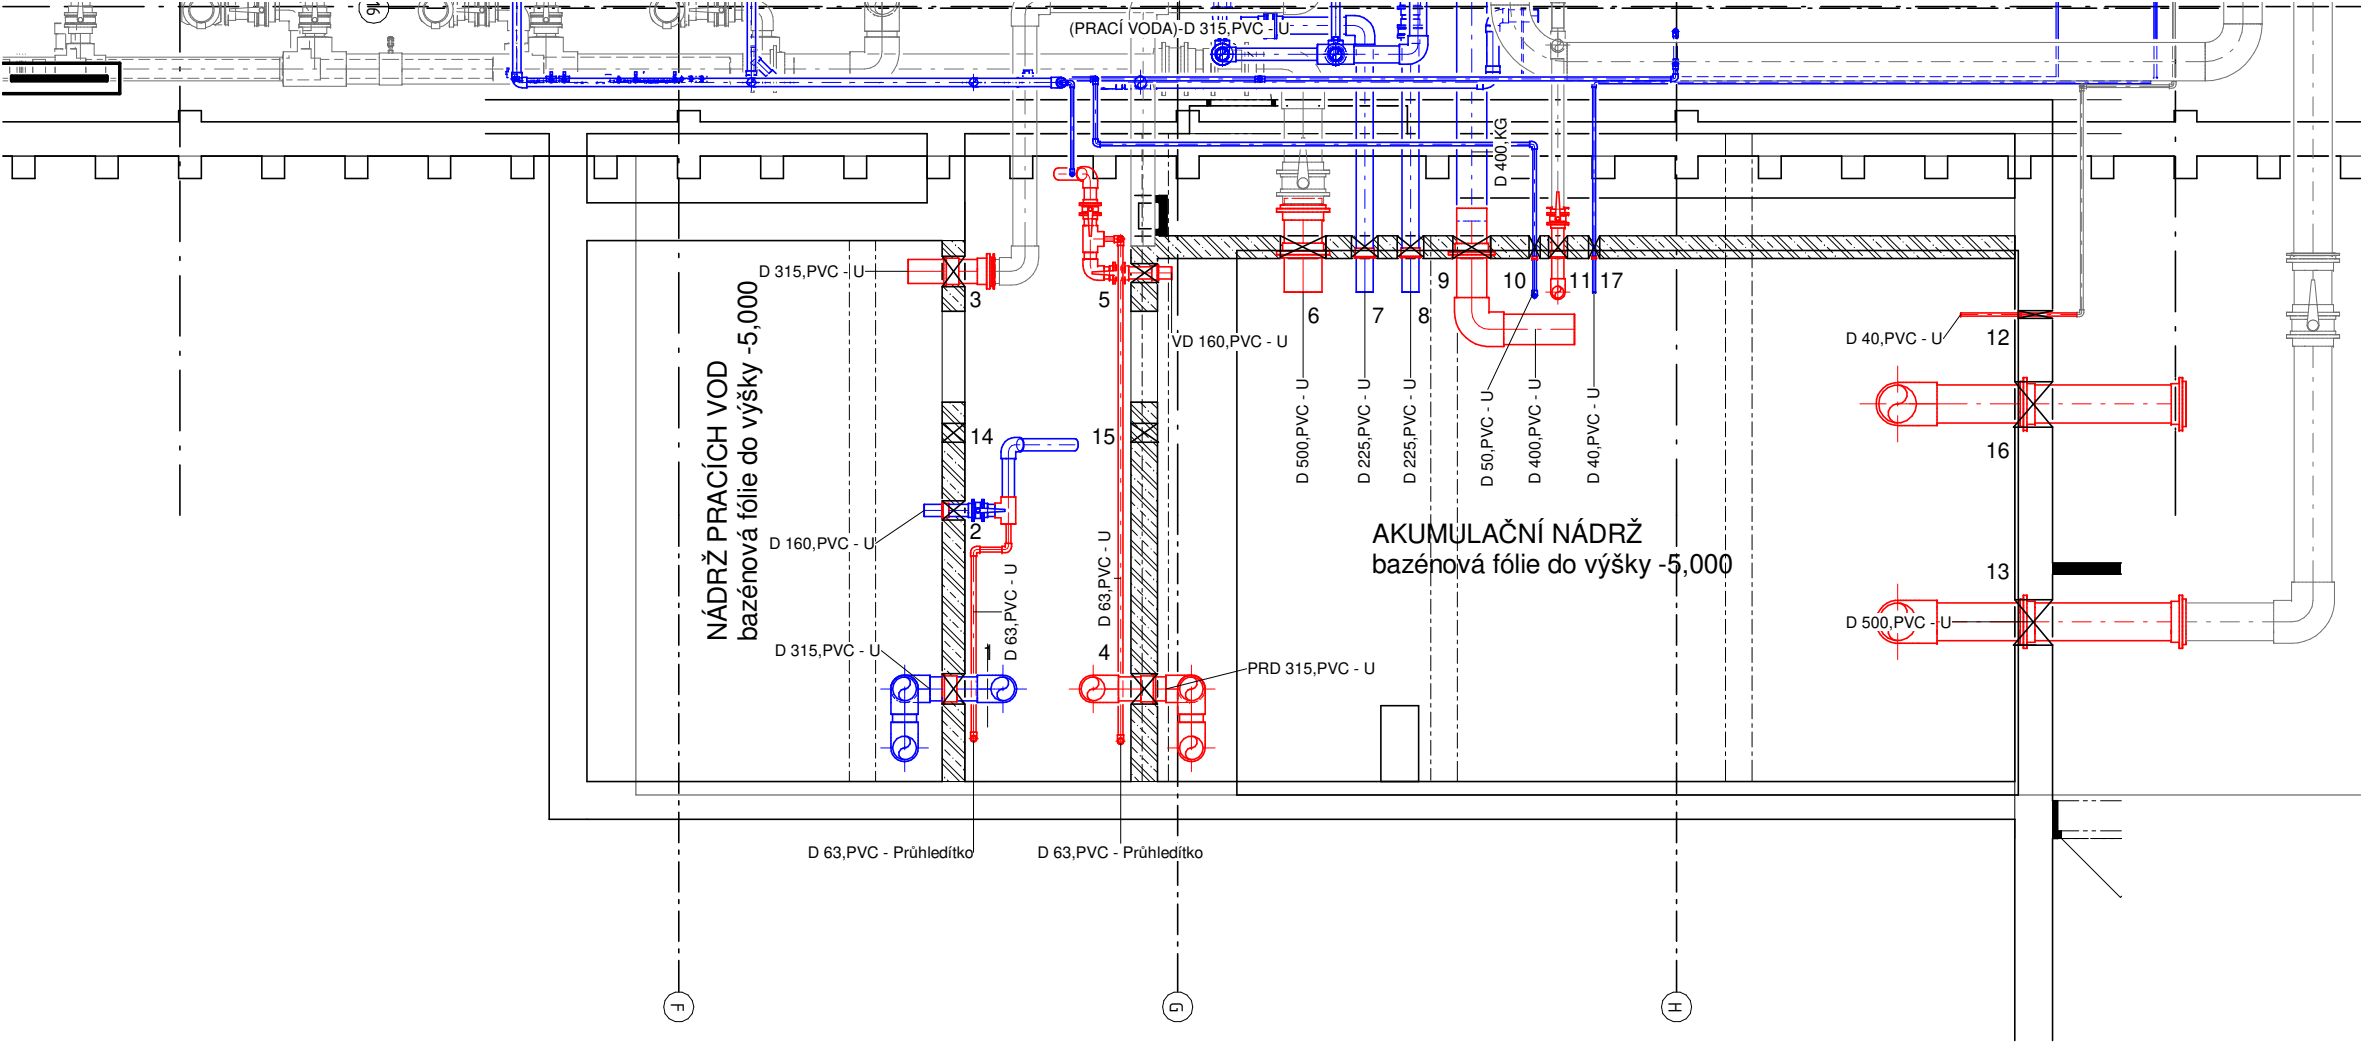 16
(PRACÍ VODA)-D 315,PVC - U
D 400,KG
D 315,PVC - U
3
5
VD 160,PVC - U
6
7
8
9
10
11
17
12
D 40,PVC - U
D 500,PVC - U
D 225,PVC - U
D 225,PVC - U
D 50,PVC - U
D 400,PVC - U
D 40,PVC - U
NÁDRŽ PRACÍCH VOD
bazénová fólie do výšky -5,000
14
15
16
2
D 160,PVC - U
D 63,PVC - U
D 63,PVC - U
AKUMULAČNÍ NÁDRŽ
bazénová fólie do výšky -5,000
13
D 500,PVC - U
D 315,PVC - U
1
4
PRD 315,PVC - U
D 63,PVC - Průhledítko
D 63,PVC - Průhledítko
F
G
H